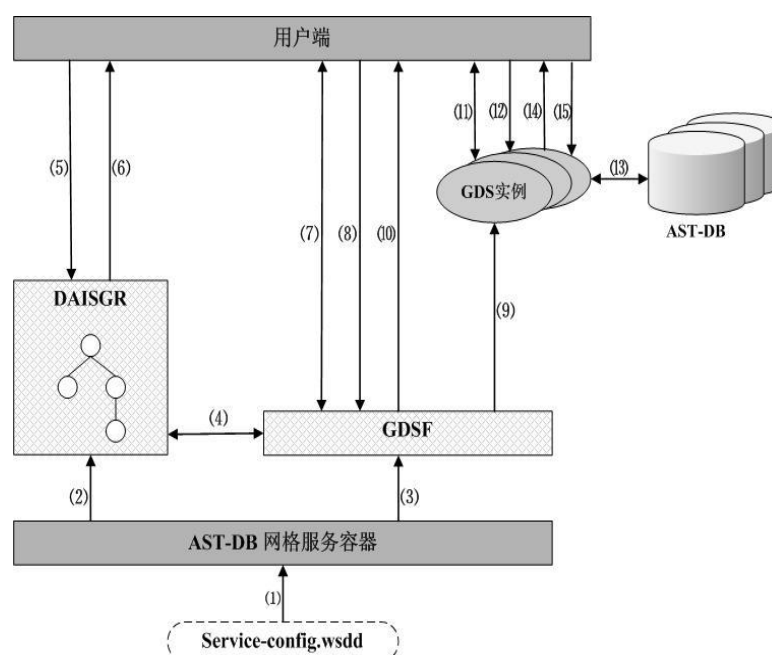 用户端
(5)
(6)
(7)
(8)
(10)
(11)
(12)
(14)
(15)
(13)
GDS实例
AST-DB
DAISGR
(9)
(4)
GDSF
(2)
(3)
AST-DB 网格服务容器
(1)
Service-config.wsdd